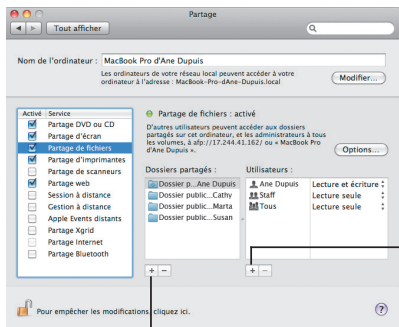 Partage
Tout afficher
Nom de l'ordinateur : MacBook Pro d'Ane Dupuis
Les ordinateurs de votre réseau local peuvent accéder à votre
ordinateur à l'adresse : MacBook-Pro-dAne-Dupuis.local
Modifier...
Activé Service
Partage DVD ou CD
Partage d'écran
Partage de fichiers
Partage d'imprimantes
Partage de scanneurs
Partage web
Session à distance
Gestion à distance
Apple Events distants
Partage Xgrid
Partage Internet
Partage Bluetooth
Partage de fichiers : activé
D'autres utilisateurs peuvent accéder aux dossiers
partagés sur cet ordinateur, et les administrateurs à tous
les volumes, à afp://17.244.41.162/ ou « MacBook Pro
d'Ane Dupuis ».
Options...
Dossiers partagés :
Dossier p...Ane Dupuis
Dossier public...Cathy
Dossier public...Marta
Dossier public...Susan
Utilisateurs :
Ane Dupuis Lecture et écriture
Staff Lecture seule
Tous Lecture seule
+ −
+ −
Pour empêcher les modifications, cliquez ici.
?